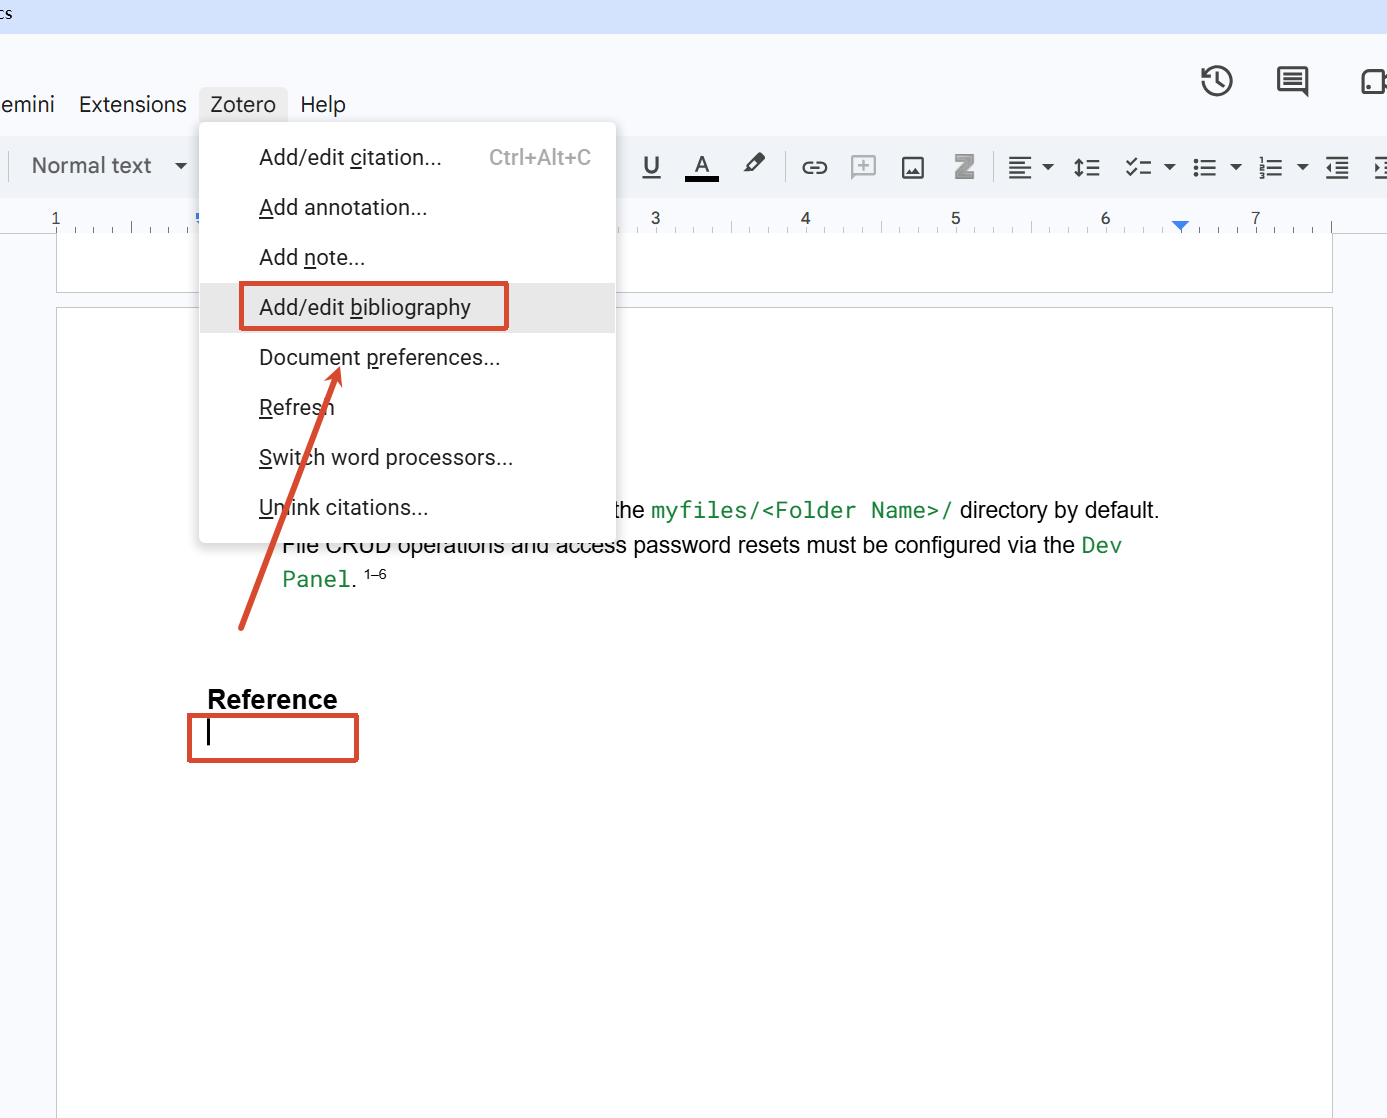 cs
emini Extensions Zotero Help
Normal text
Add/edit citation... Ctrl+Alt+C
Add annotation...
Add note...
Add/edit bibliography
Document preferences...
Refresh
Switch word processors...
Unlink citations...
1 3 4 5 6 7
the myfiles/<Folder Name>/ directory by default.
File CRUD operations and access password resets must be configured via the Dev
Panel. 1–6
Reference